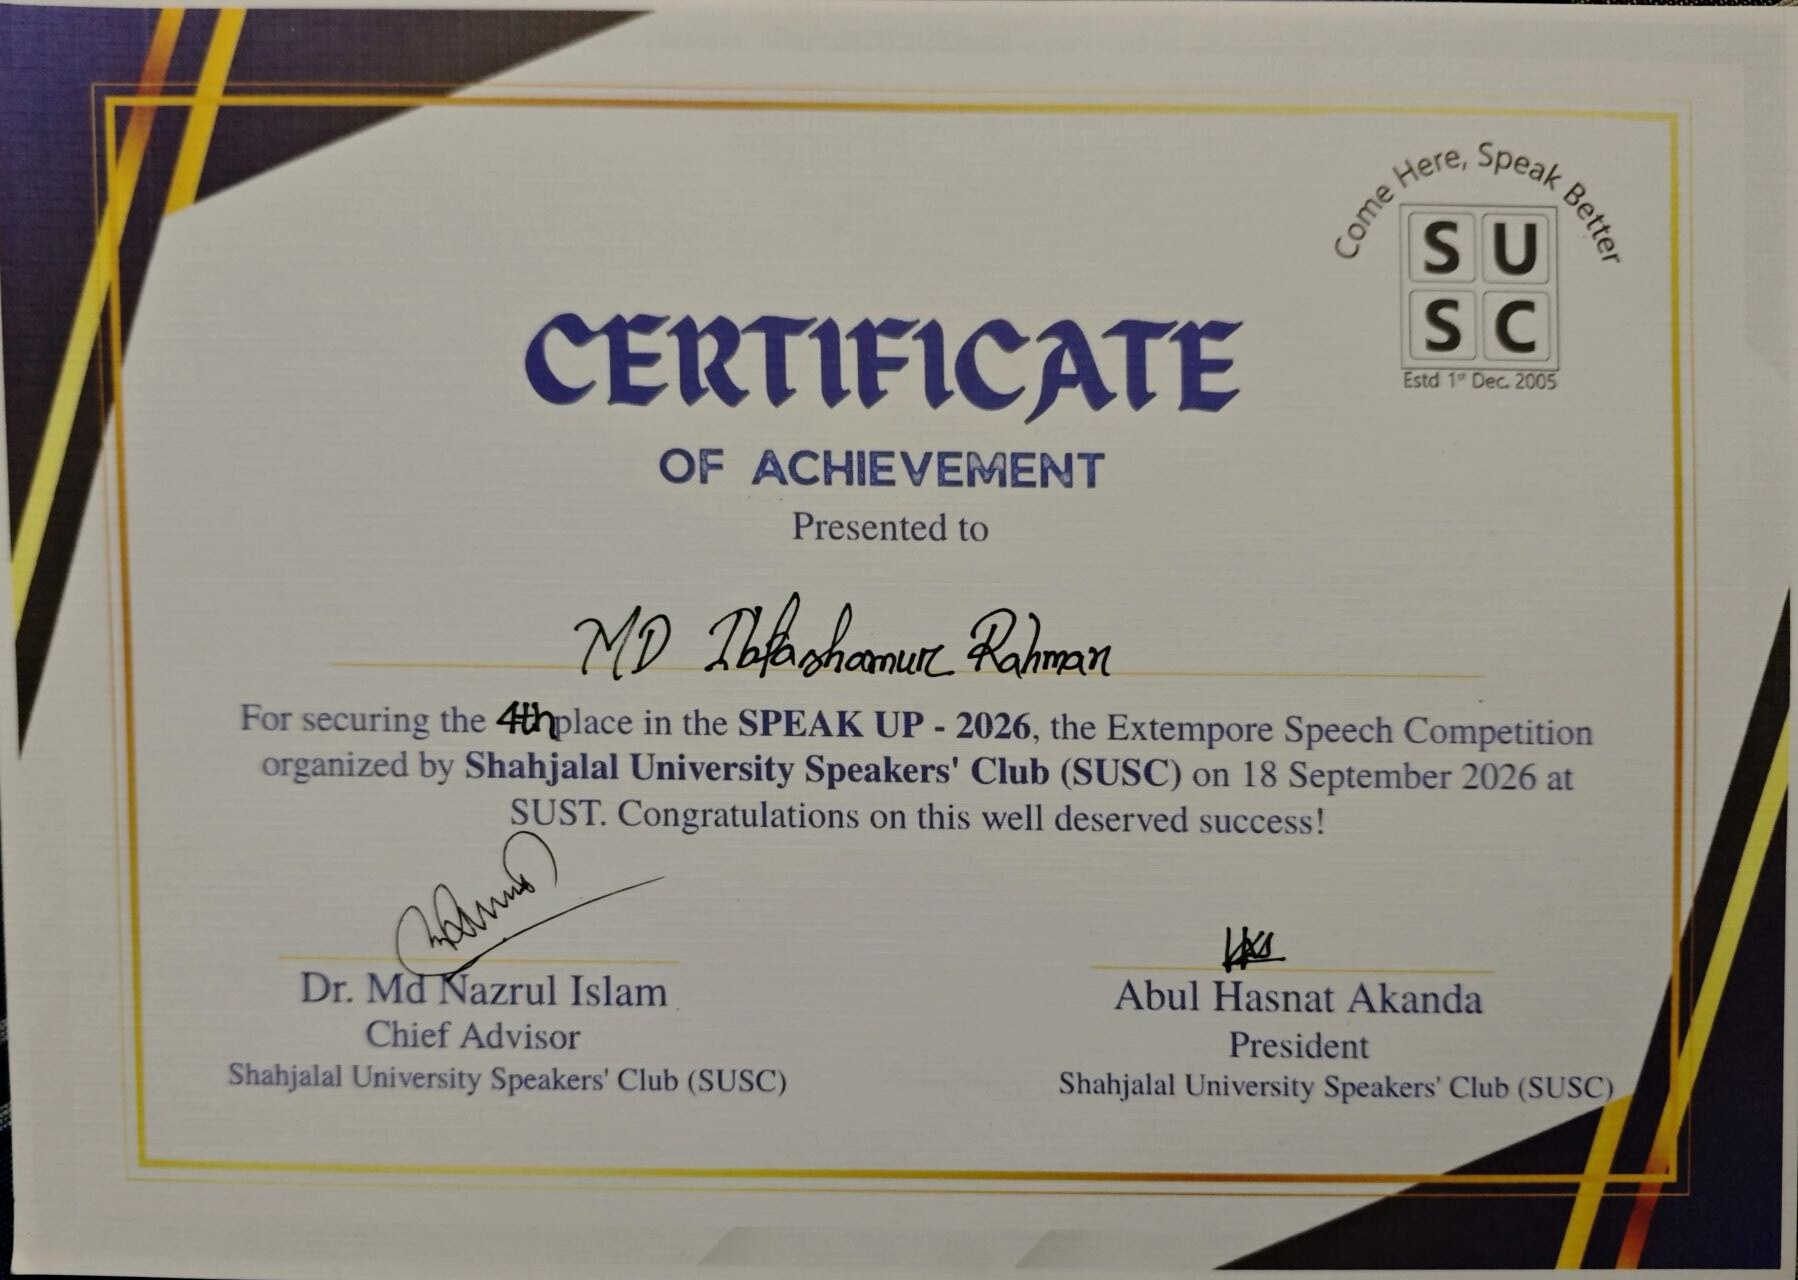 Come Here, Speak Better
S U
S C
Estd 1st Dec. 2005
CERTIFICATE
OF ACHIEVEMENT
Presented to
MD Ibtashamur Rahman
For securing the 4th place in the SPEAK UP - 2026, the Extempore Speech Competition
organized by Shahjalal University Speakers' Club (SUSC) on 18 September 2026 at
SUST. Congratulations on this well deserved success!
Dr. Md Nazrul Islam
Chief Advisor
Shahjalal University Speakers' Club (SUSC)
Abul Hasnat Akanda
President
Shahjalal University Speakers' Club (SUSC)